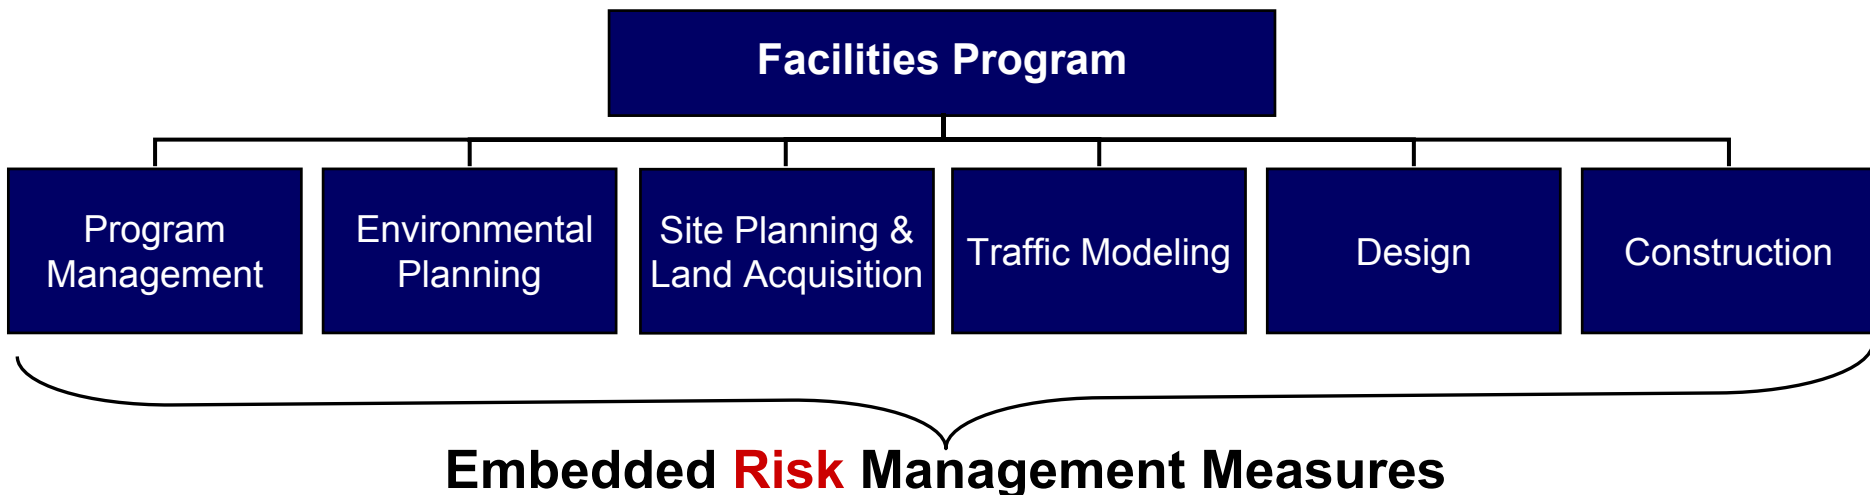 Facilities Program
Program
Management
Environmental
Planning
Site Planning &
Land Acquisition
Traffic Modeling
Design
Construction
Embedded Risk Management Measures